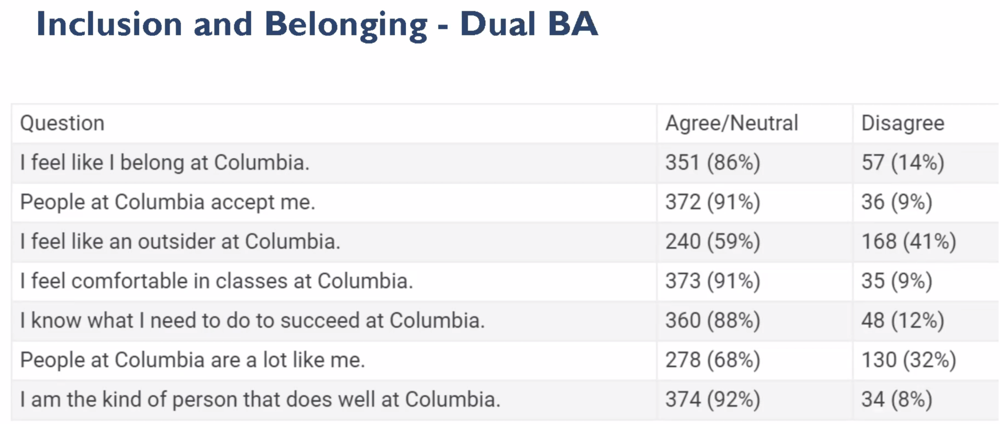 Inclusion and Belonging - Dual BA
Question Agree/Neutral Disagree
I feel like I belong at Columbia. 351 (86%) 57 (14%)
People at Columbia accept me. 372 (91%) 36 (9%)
I feel like an outsider at Columbia. 240 (59%) 168 (41%)
I feel comfortable in classes at Columbia. 373 (91%) 35 (9%)
I know what I need to do to succeed at Columbia. 360 (88%) 48 (12%)
People at Columbia are a lot like me. 278 (68%) 130 (32%)
I am the kind of person that does well at Columbia. 374 (92%) 34 (8%)